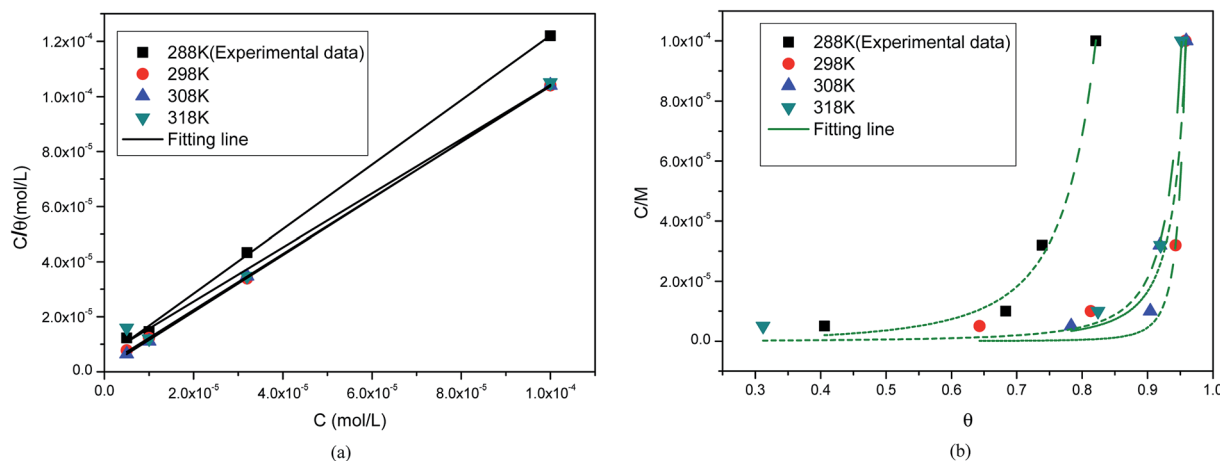 1.2x10⁻⁴
1.0x10⁻⁴
8.0x10⁻⁵
6.0x10⁻⁵
4.0x10⁻⁵
2.0x10⁻⁵
0.0
C/θ(mol/L)
288K(Experimental data)
298K
308K
318K
Fitting line
2.0x10⁻⁵
4.0x10⁻⁵
6.0x10⁻⁵
8.0x10⁻⁵
1.0x10⁻⁴
C (mol/L)
(a)
1.0x10⁻⁴
8.0x10⁻⁵
6.0x10⁻⁵
4.0x10⁻⁵
2.0x10⁻⁵
0.0
C/M
288K(Experimental data)
298K
308K
318K
Fitting line
0.3
0.4
0.5
0.6
0.7
0.8
0.9
1.0
θ
(b)